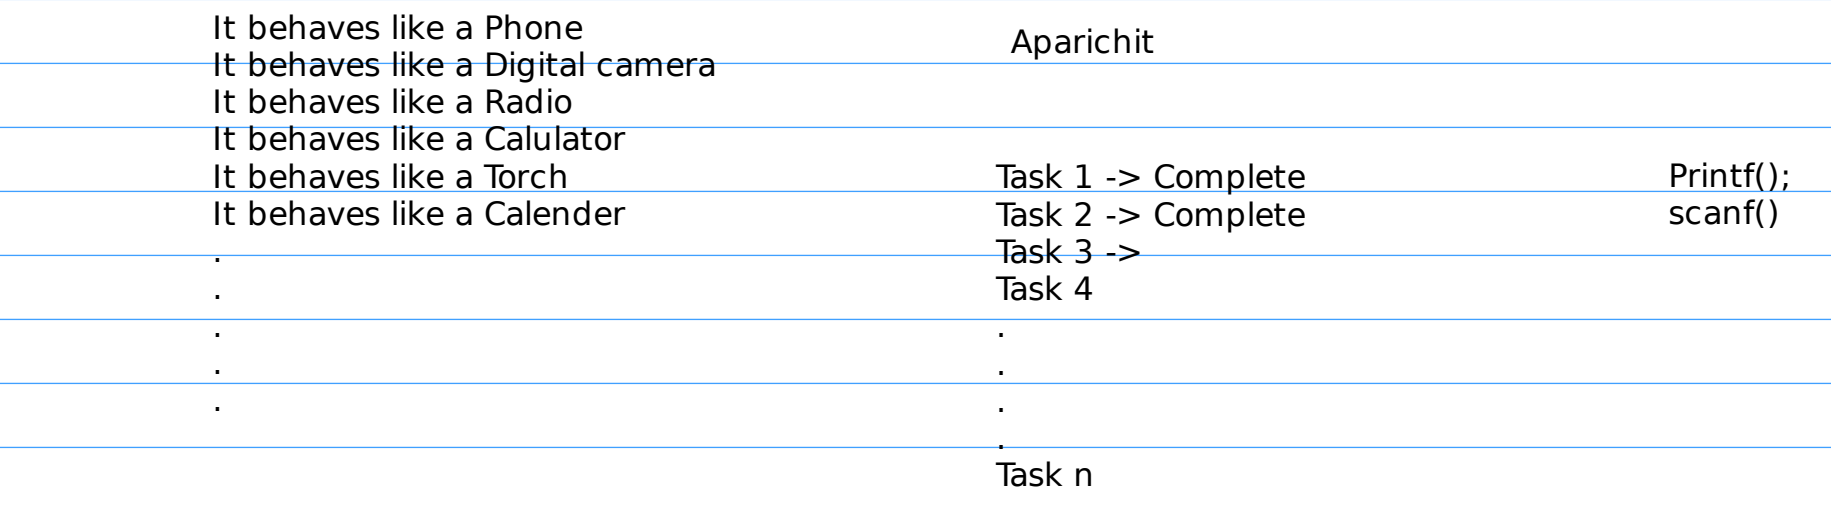 It behaves like a Phone
It behaves like a Digital camera
It behaves like a Radio
It behaves like a Calulator
It behaves like a Torch
It behaves like a Calender
.
.
.
.
.
Aparichit
Task 1 -> Complete
Task 2 -> Complete
Task 3 ->
Task 4
.
.
.
.
Task n
Printf();
scanf()